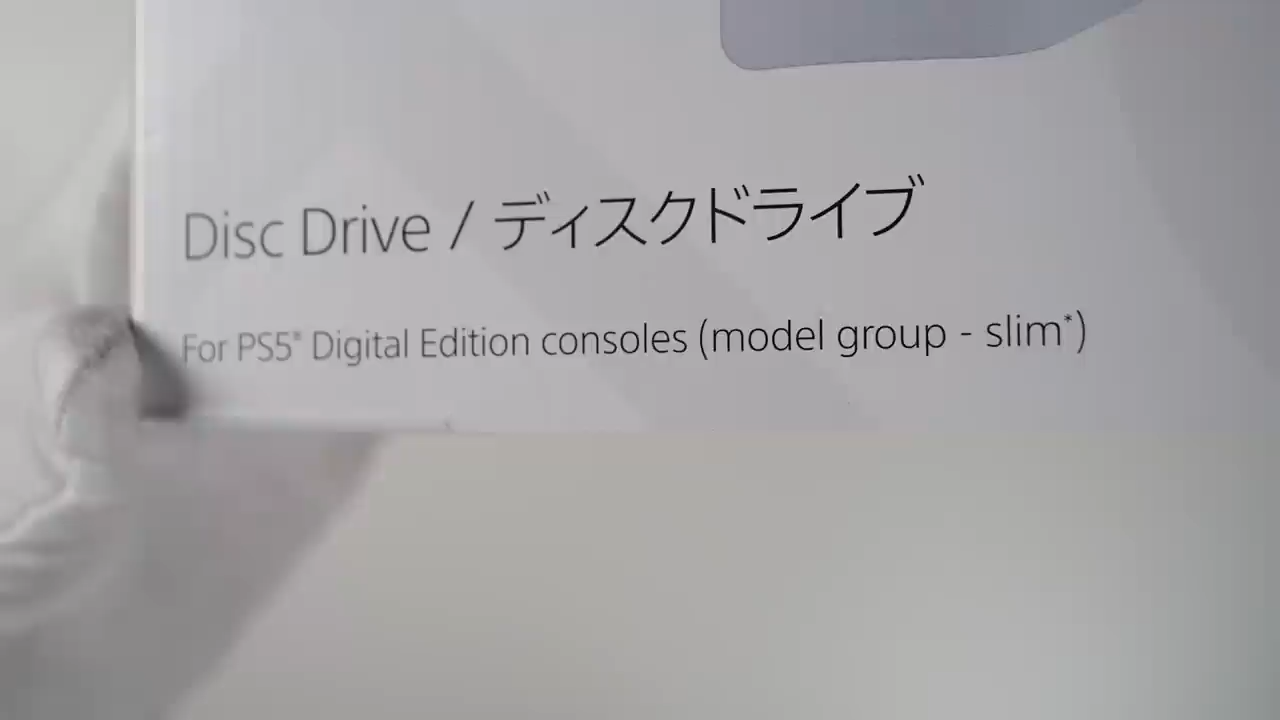 Disc Drive / ディスクドライブ
For PS5® Digital Edition consoles (model group - slim*)